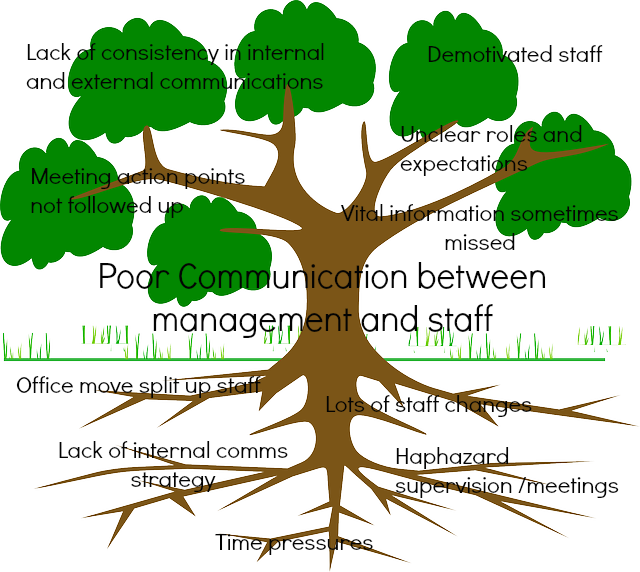 Lack of consistency in internal
and external communications
Demotivated staff
Unclear roles and
expectations
Meeting action points
not followed up
Vital information sometimes
missed
Poor Communication between
management and staff
Office move split up staff
Lots of staff changes
Lack of internal comms
strategy
Haphazard
supervision /meetings
Time pressures